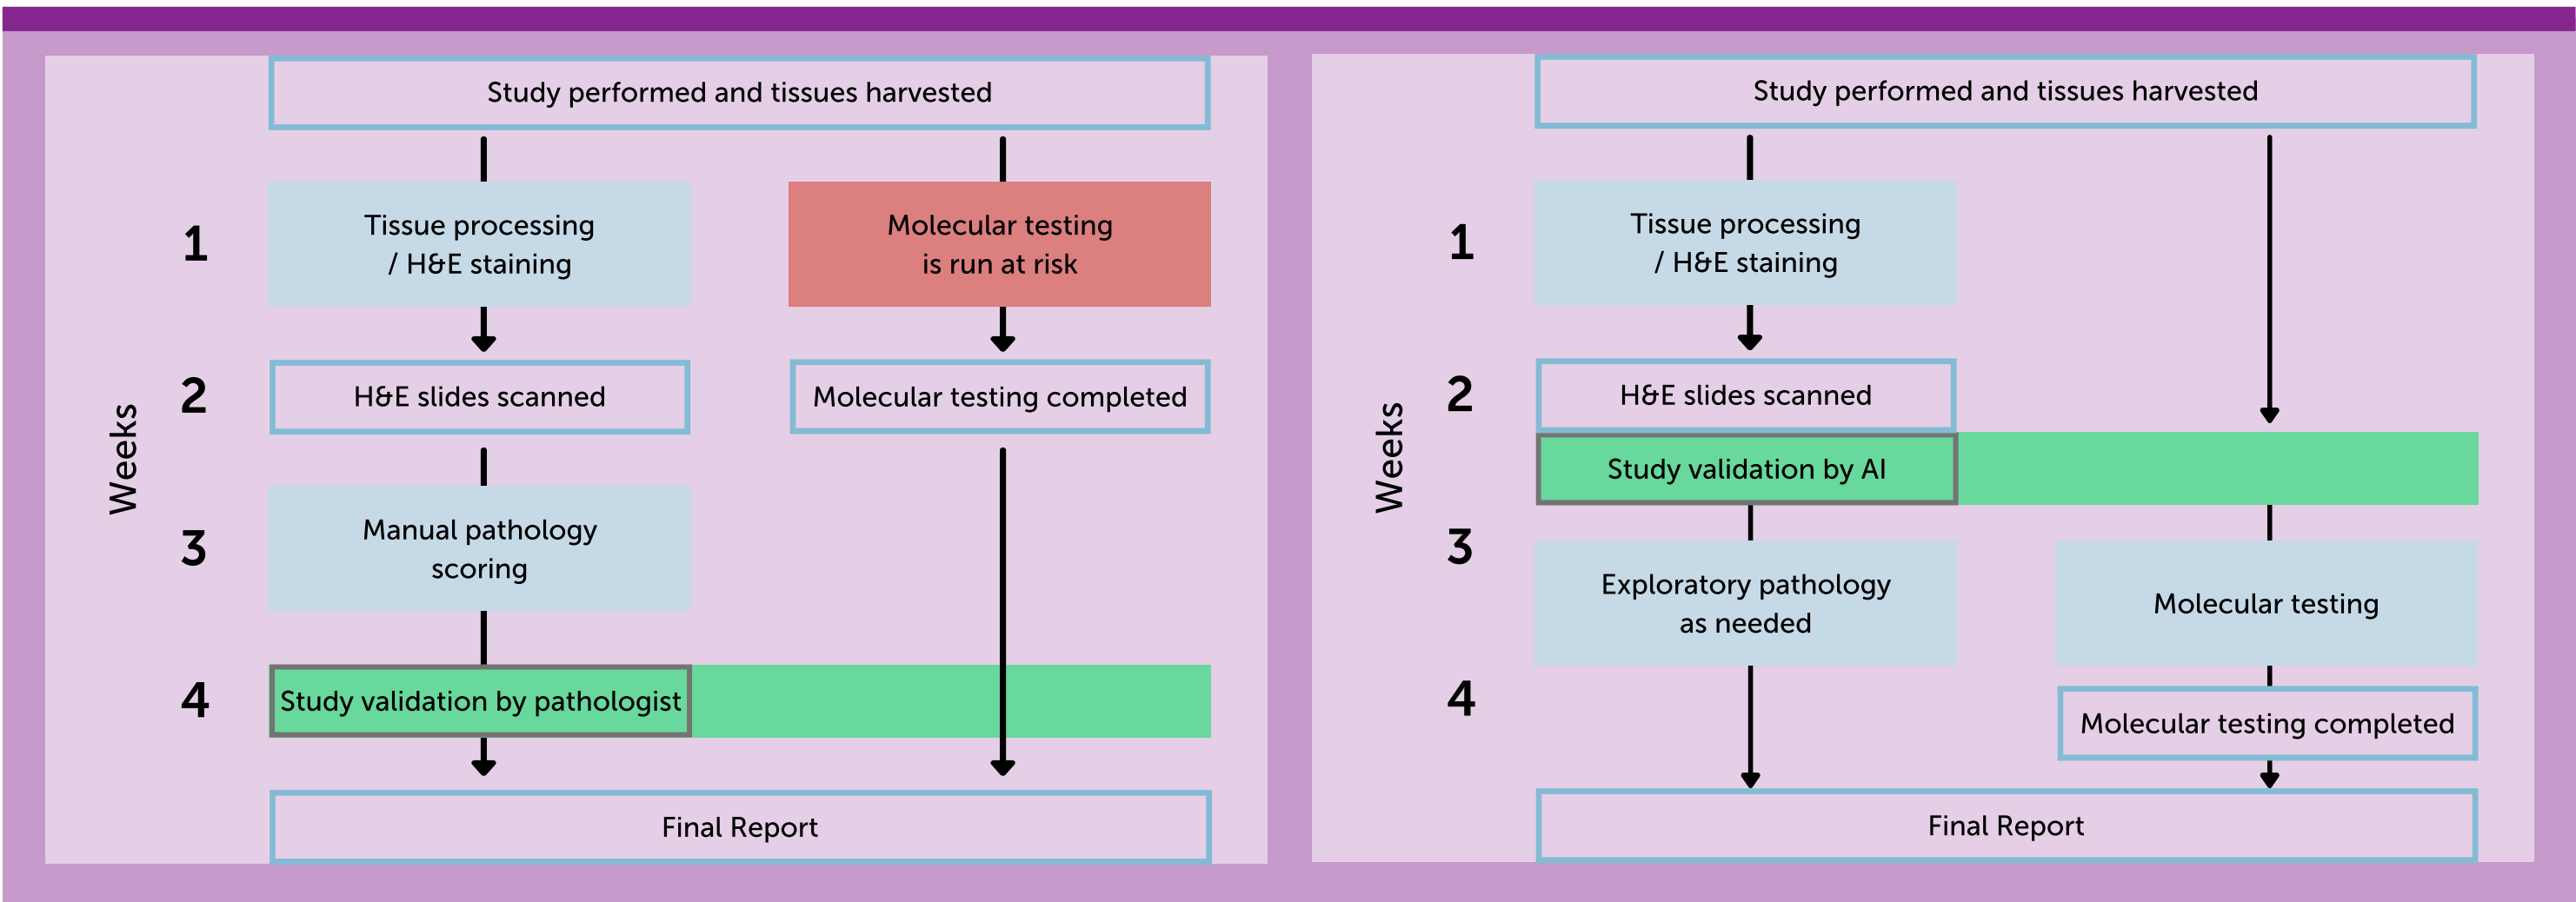 Study performed and tissues harvested
Weeks
1
Tissue processing
/ H&E staining
Molecular testing
is run at risk
2
H&E slides scanned
Molecular testing completed
3
Manual pathology
scoring
4
Study validation by pathologist
Final Report
Study performed and tissues harvested
Weeks
1
Tissue processing
/ H&E staining
2
H&E slides scanned
Study validation by AI
3
Exploratory pathology
as needed
Molecular testing
4
Molecular testing completed
Final Report